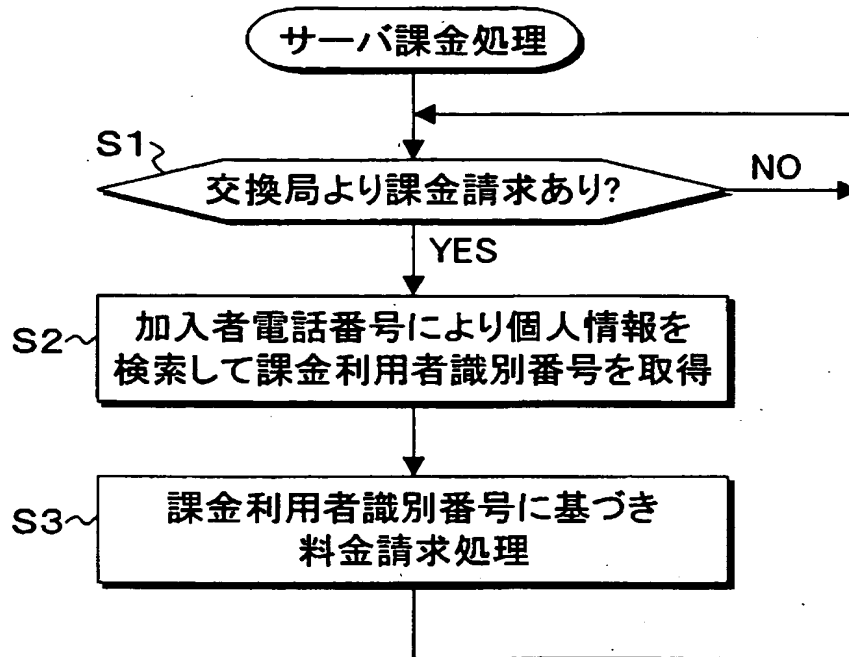 サーバ課金処理
S1
交換局より課金請求あり?
NO
YES
S2
加入者電話番号により個人情報を
検索して課金利用者識別番号を取得
S3
課金利用者識別番号に基づき
料金請求処理